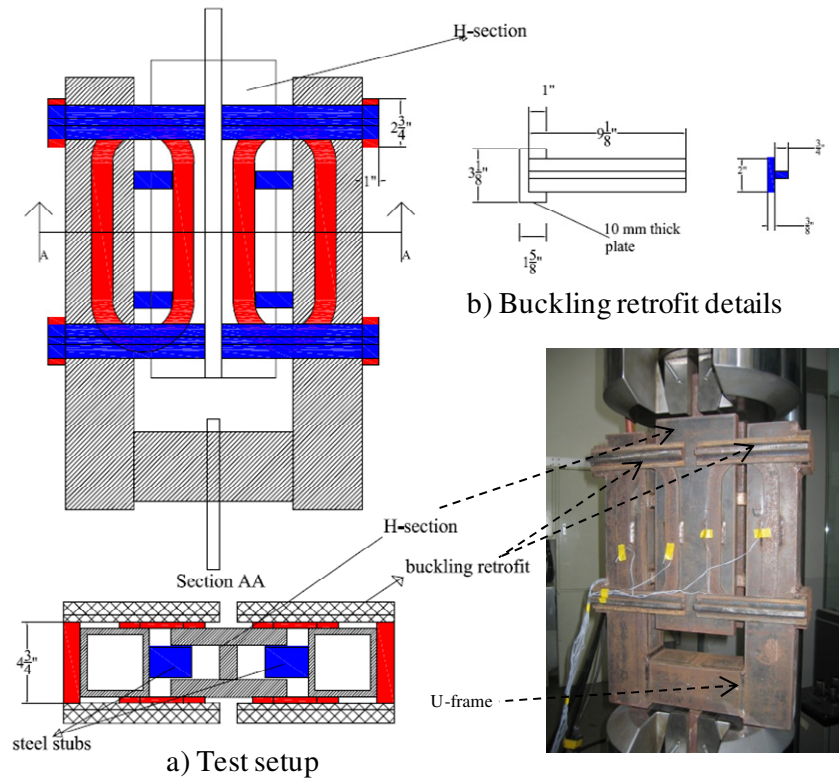 H-section
2 3/4"
1"
A
A
1"
9 1/8"
3 1/8"
10 mm thick
plate
1 5/8"
2"
3/4"
3/8"
b) Buckling retrofit details
H-section
Section AA
buckling retrofit
4 3/4"
U-frame
steel stubs
a) Test setup